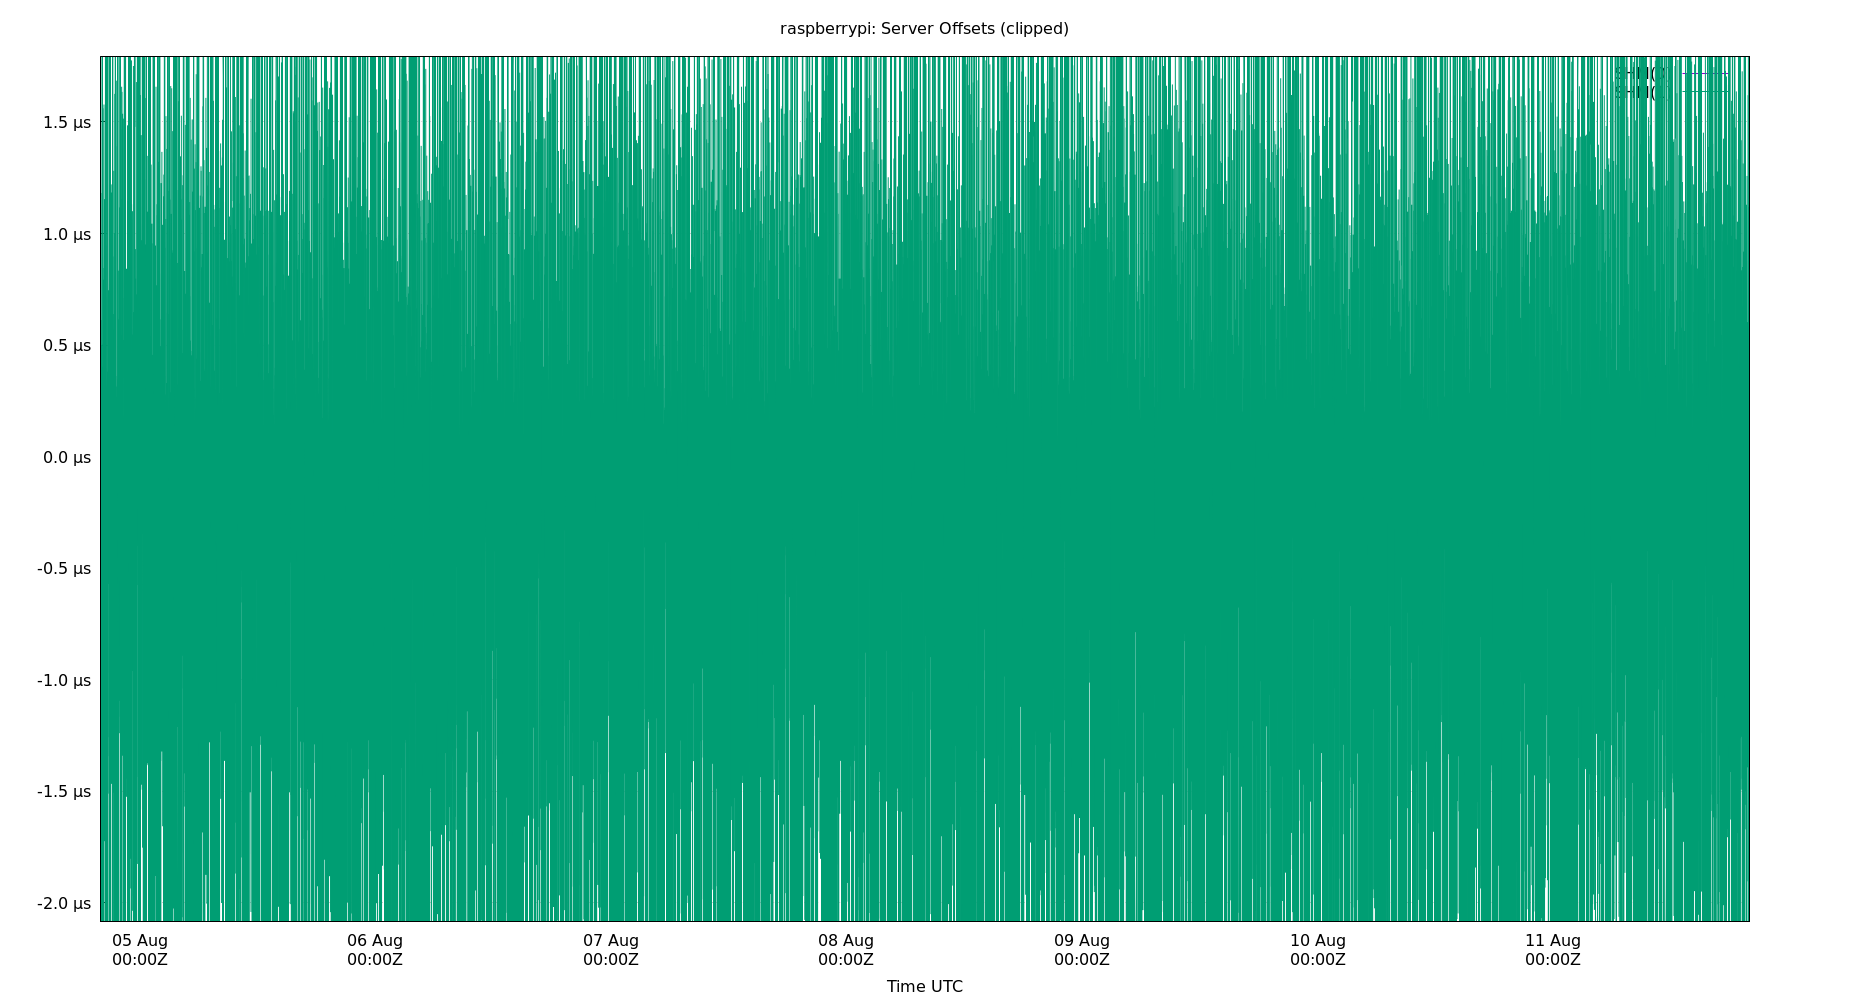 raspberrypi: Server Offsets (clipped)
1.5 µs
1.0 µs
0.5 µs
0.0 µs
-0.5 µs
-1.0 µs
-1.5 µs
-2.0 µs
05 Aug 06 Aug 07 Aug 08 Aug 09 Aug 10 Aug 11 Aug
00:00Z 00:00Z 00:00Z 00:00Z 00:00Z 00:00Z 00:00Z
Time UTC